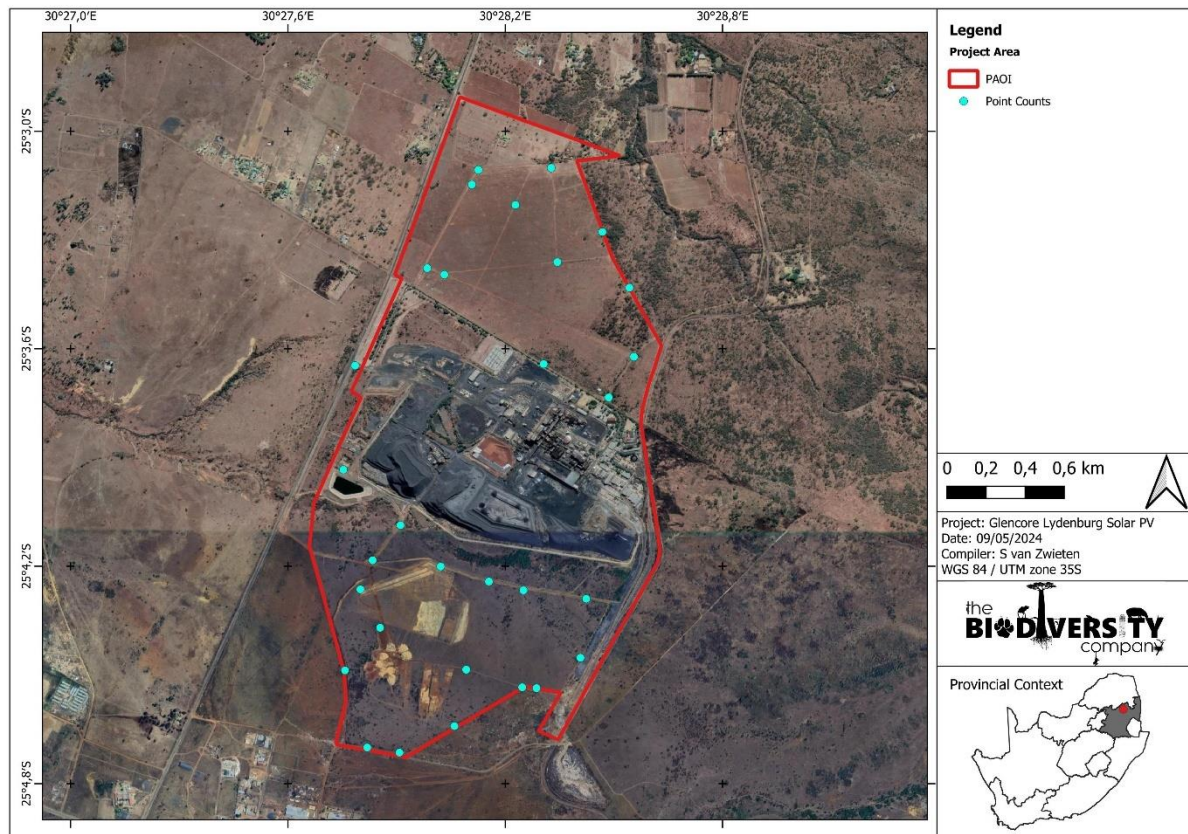 30°27,0'E
30°27,6'E
30°28,2'E
30°28,8'E
25°3,0'S
25°3,6'S
25°4,2'S
25°4,8'S
Legend
Project Area
PAOI
Point Counts
0 0,2 0,4 0,6 km
Project: Glencore Lydenburg Solar PV
Date: 09/05/2024
Compiler: S van Zwieten
WGS 84 / UTM zone 35S
the
BIODIVERSITY
company
Provincial Context